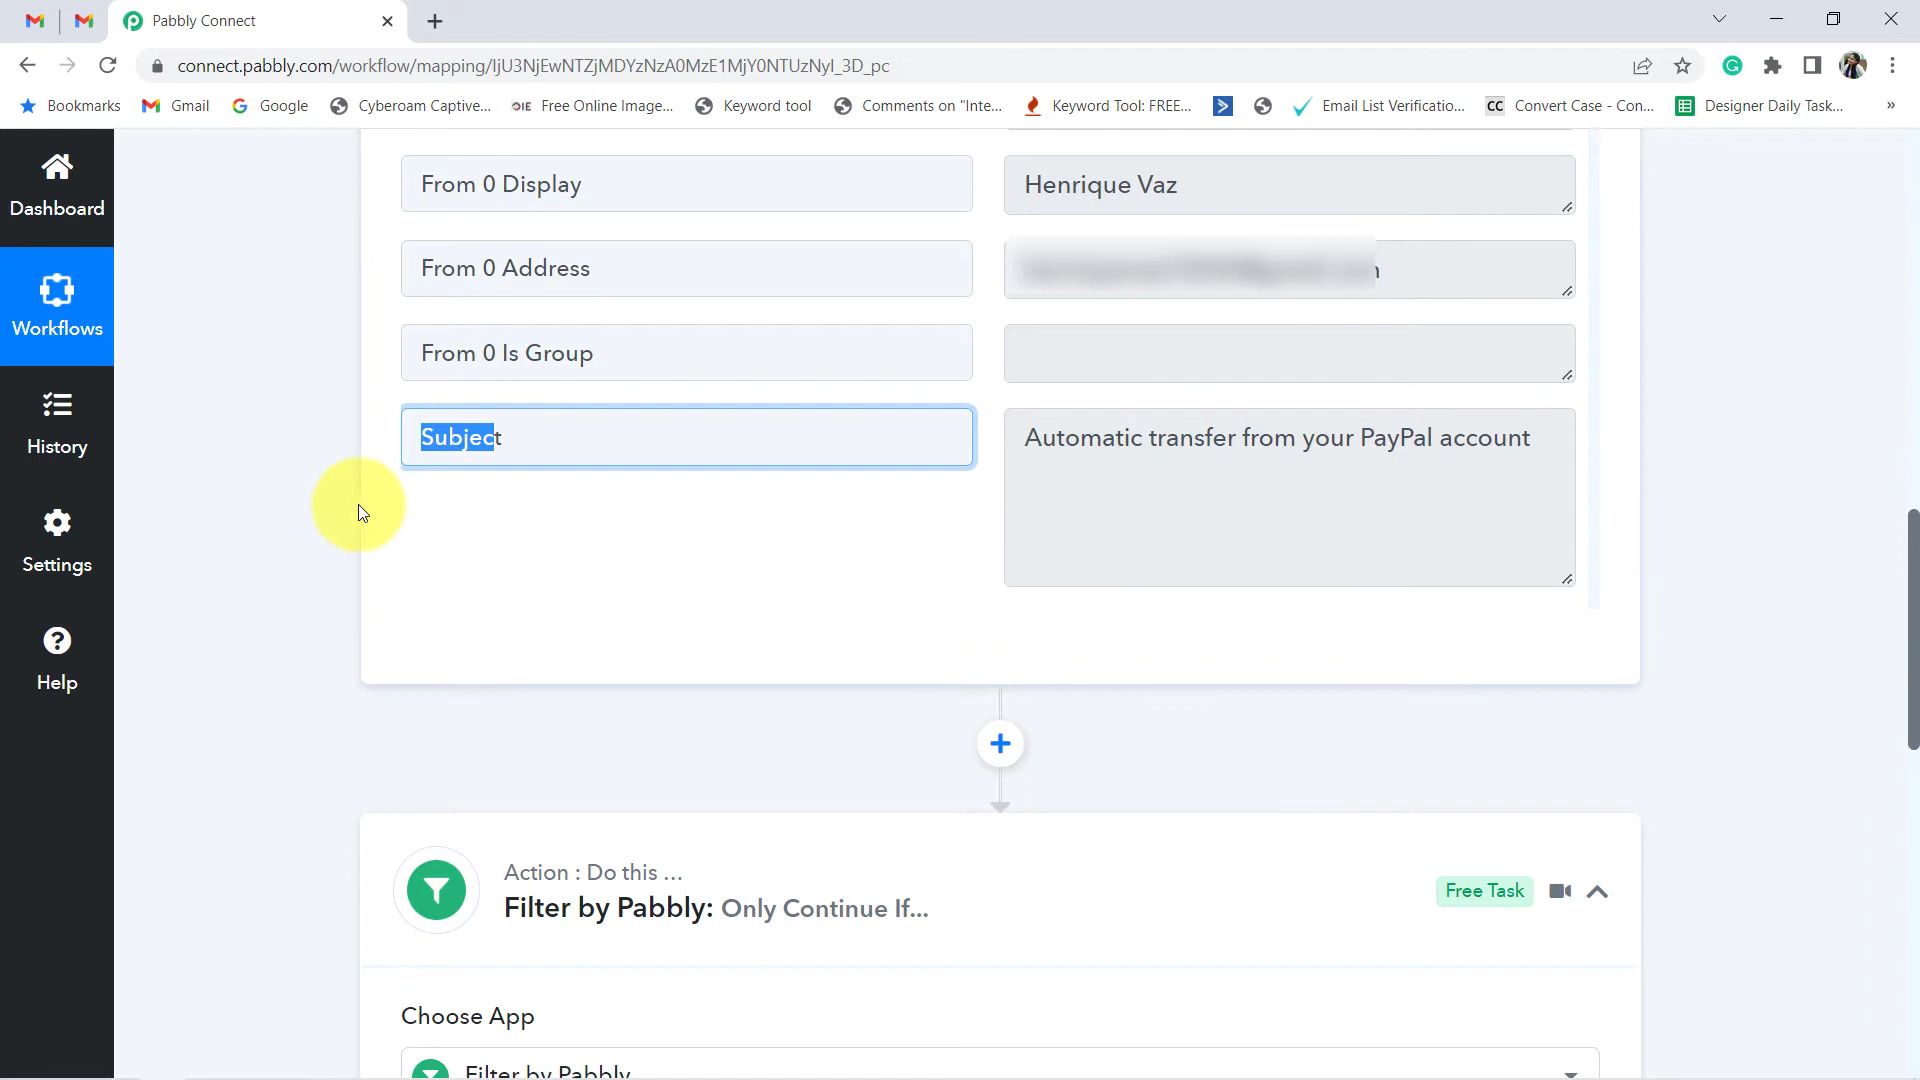 Pabbly Connect
connect.pabbly.com/workflow/mapping/IjU3NjEwNTZjMDYzNzA0MzE1MjY0NTUzNyI_3D_pc
Bookmarks Gmail Google Cyberoam Captive... OIE Free Online Image... Keyword tool Comments on "Inte... Keyword Tool: FREE... Email List Verificatio... CC Convert Case - Con... Designer Daily Task... »
Dashboard
Workflows
History
Settings
Help
From 0 Display Henrique Vaz
From 0 Address
From 0 Is Group
Subject Automatic transfer from your PayPal account
Action : Do this ...
Filter by Pabbly: Only Continue If...
Free Task
Choose App
Filter by Pabbly